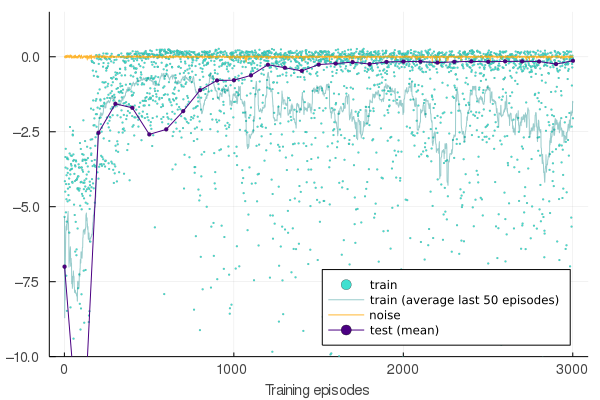 0.0
−2.5
−5.0
−7.5
−10.0
train
train (average last 50 episodes)
noise
test (mean)
0 1000 2000 3000
Training episodes